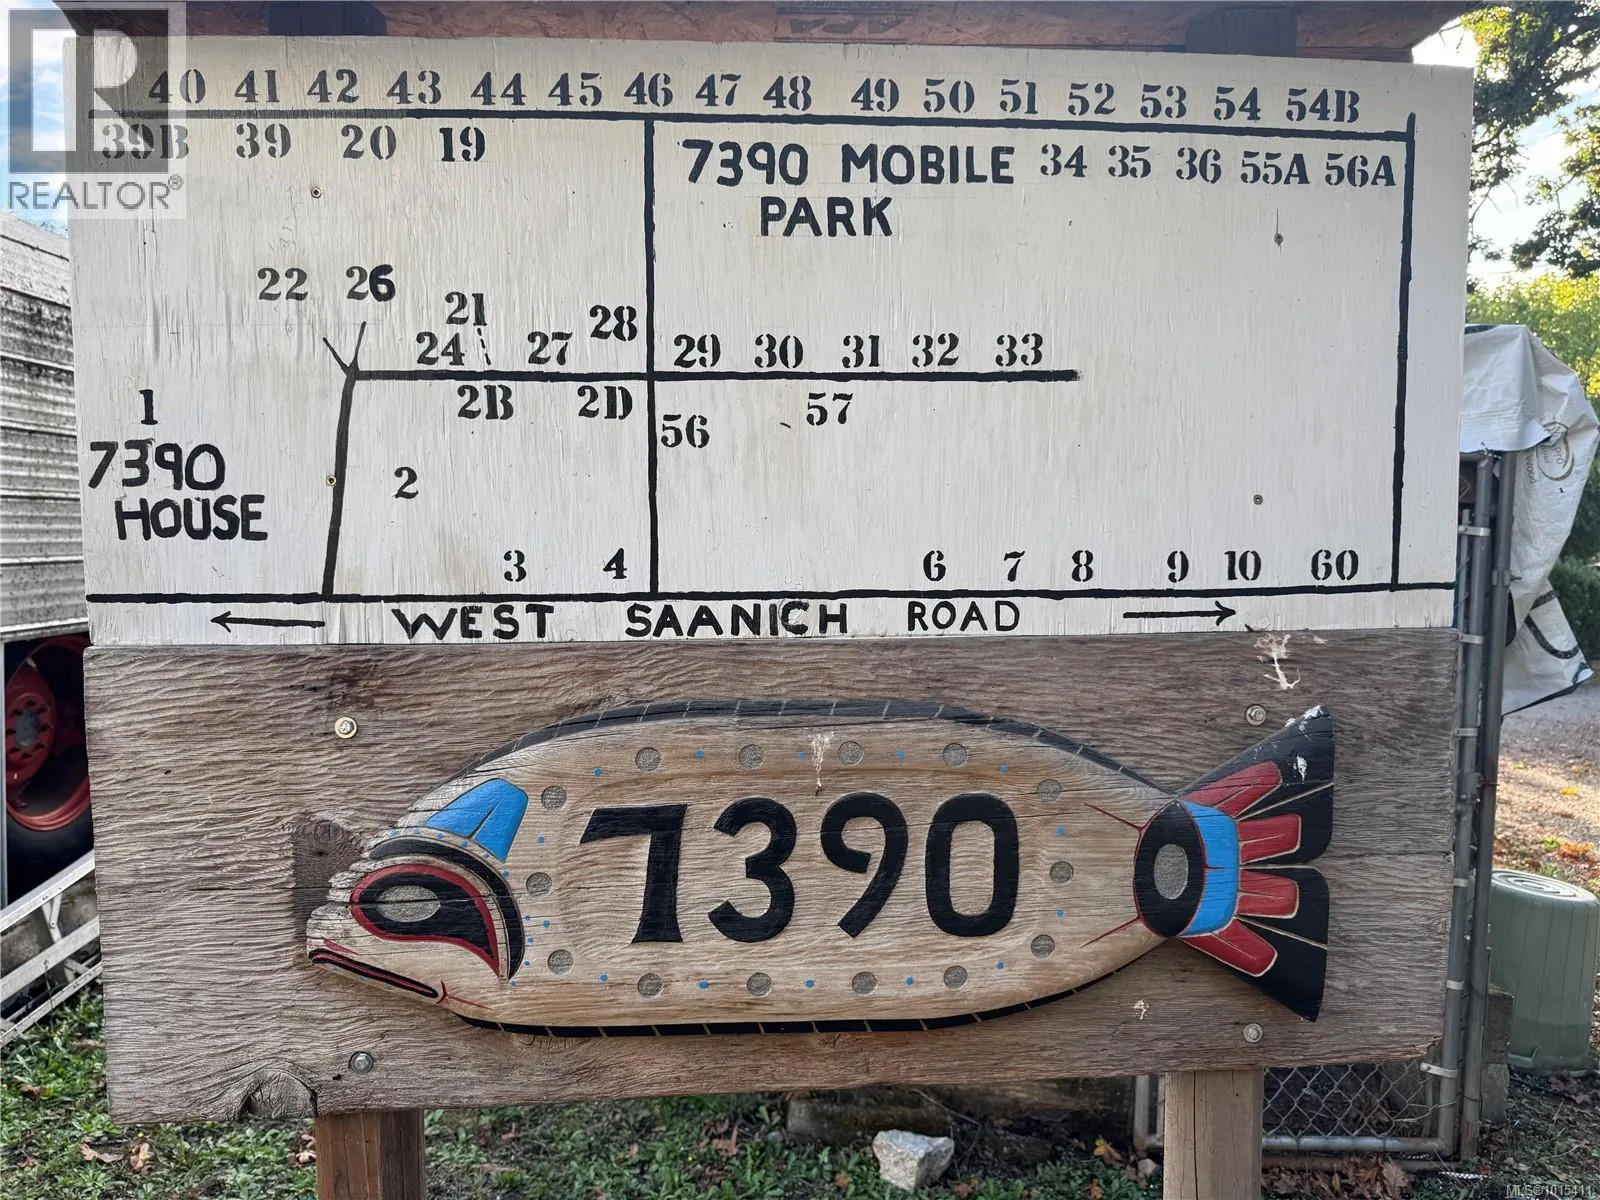 REALTOR®
40 41 42 43 44 45 46 47 48 49 50 51 52 53 54 54B
39B 39 20 19
7390 MOBILE PARK
34 35 36 55A 56A
22 26
21
24 27 28
29 30 31 32 33
2B 2D
56 57
1
7390
HOUSE
2
3 4
6 7 8 9 10 60
WEST SAANICH ROAD
7390
MLS®1015411